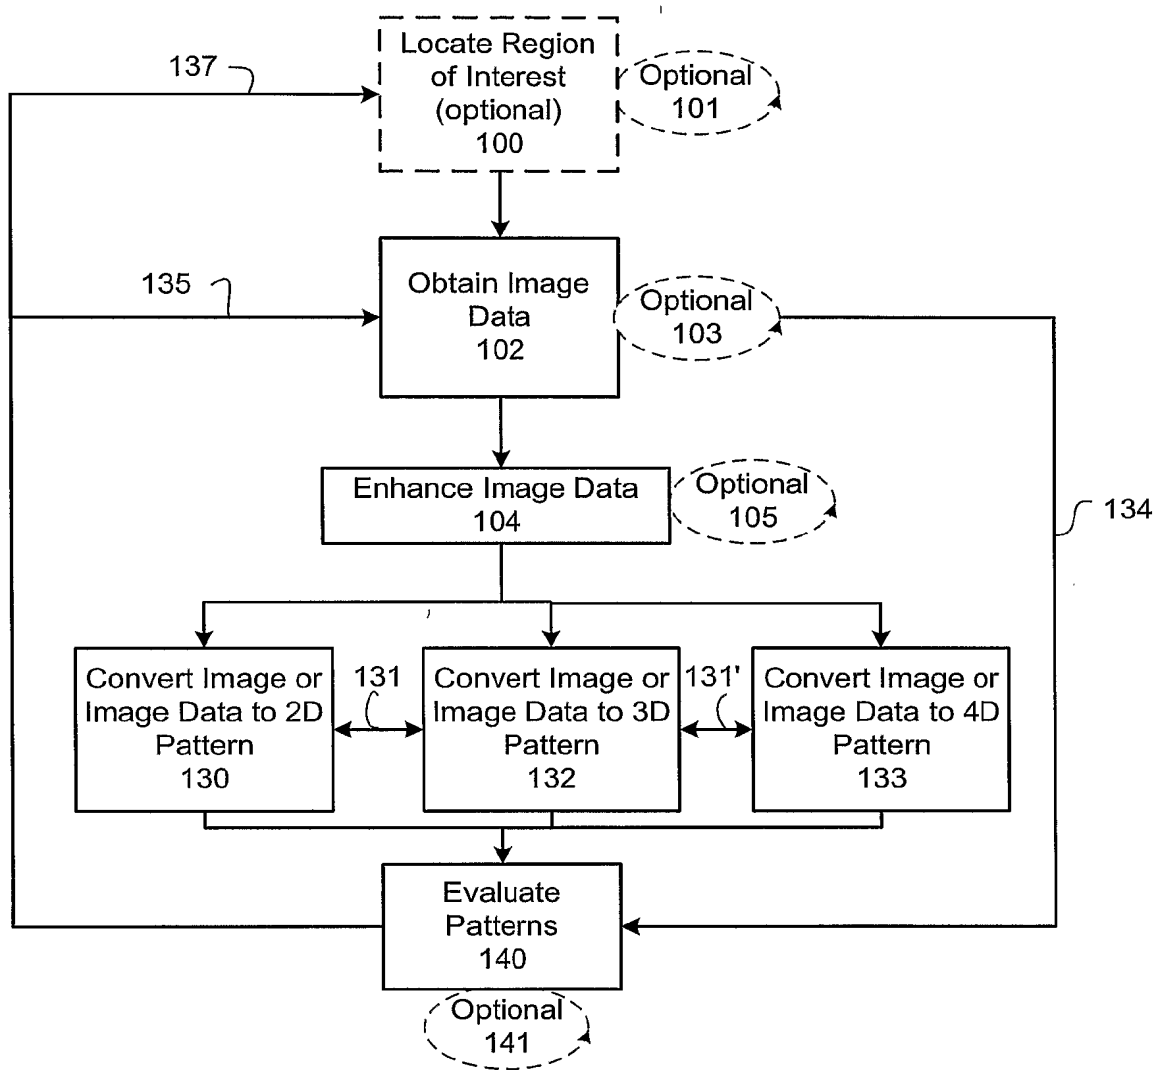 137
Locate Region
of Interest
(optional)
100
Optional
101
135
Obtain Image
Data
102
Optional
103
134
Enhance Image Data
104
Optional
105
Convert Image or
Image Data to 2D
Pattern
130
131
Convert Image or
Image Data to 3D
Pattern
132
131'
Convert Image or
Image Data to 4D
Pattern
133
Evaluate
Patterns
140
Optional
141